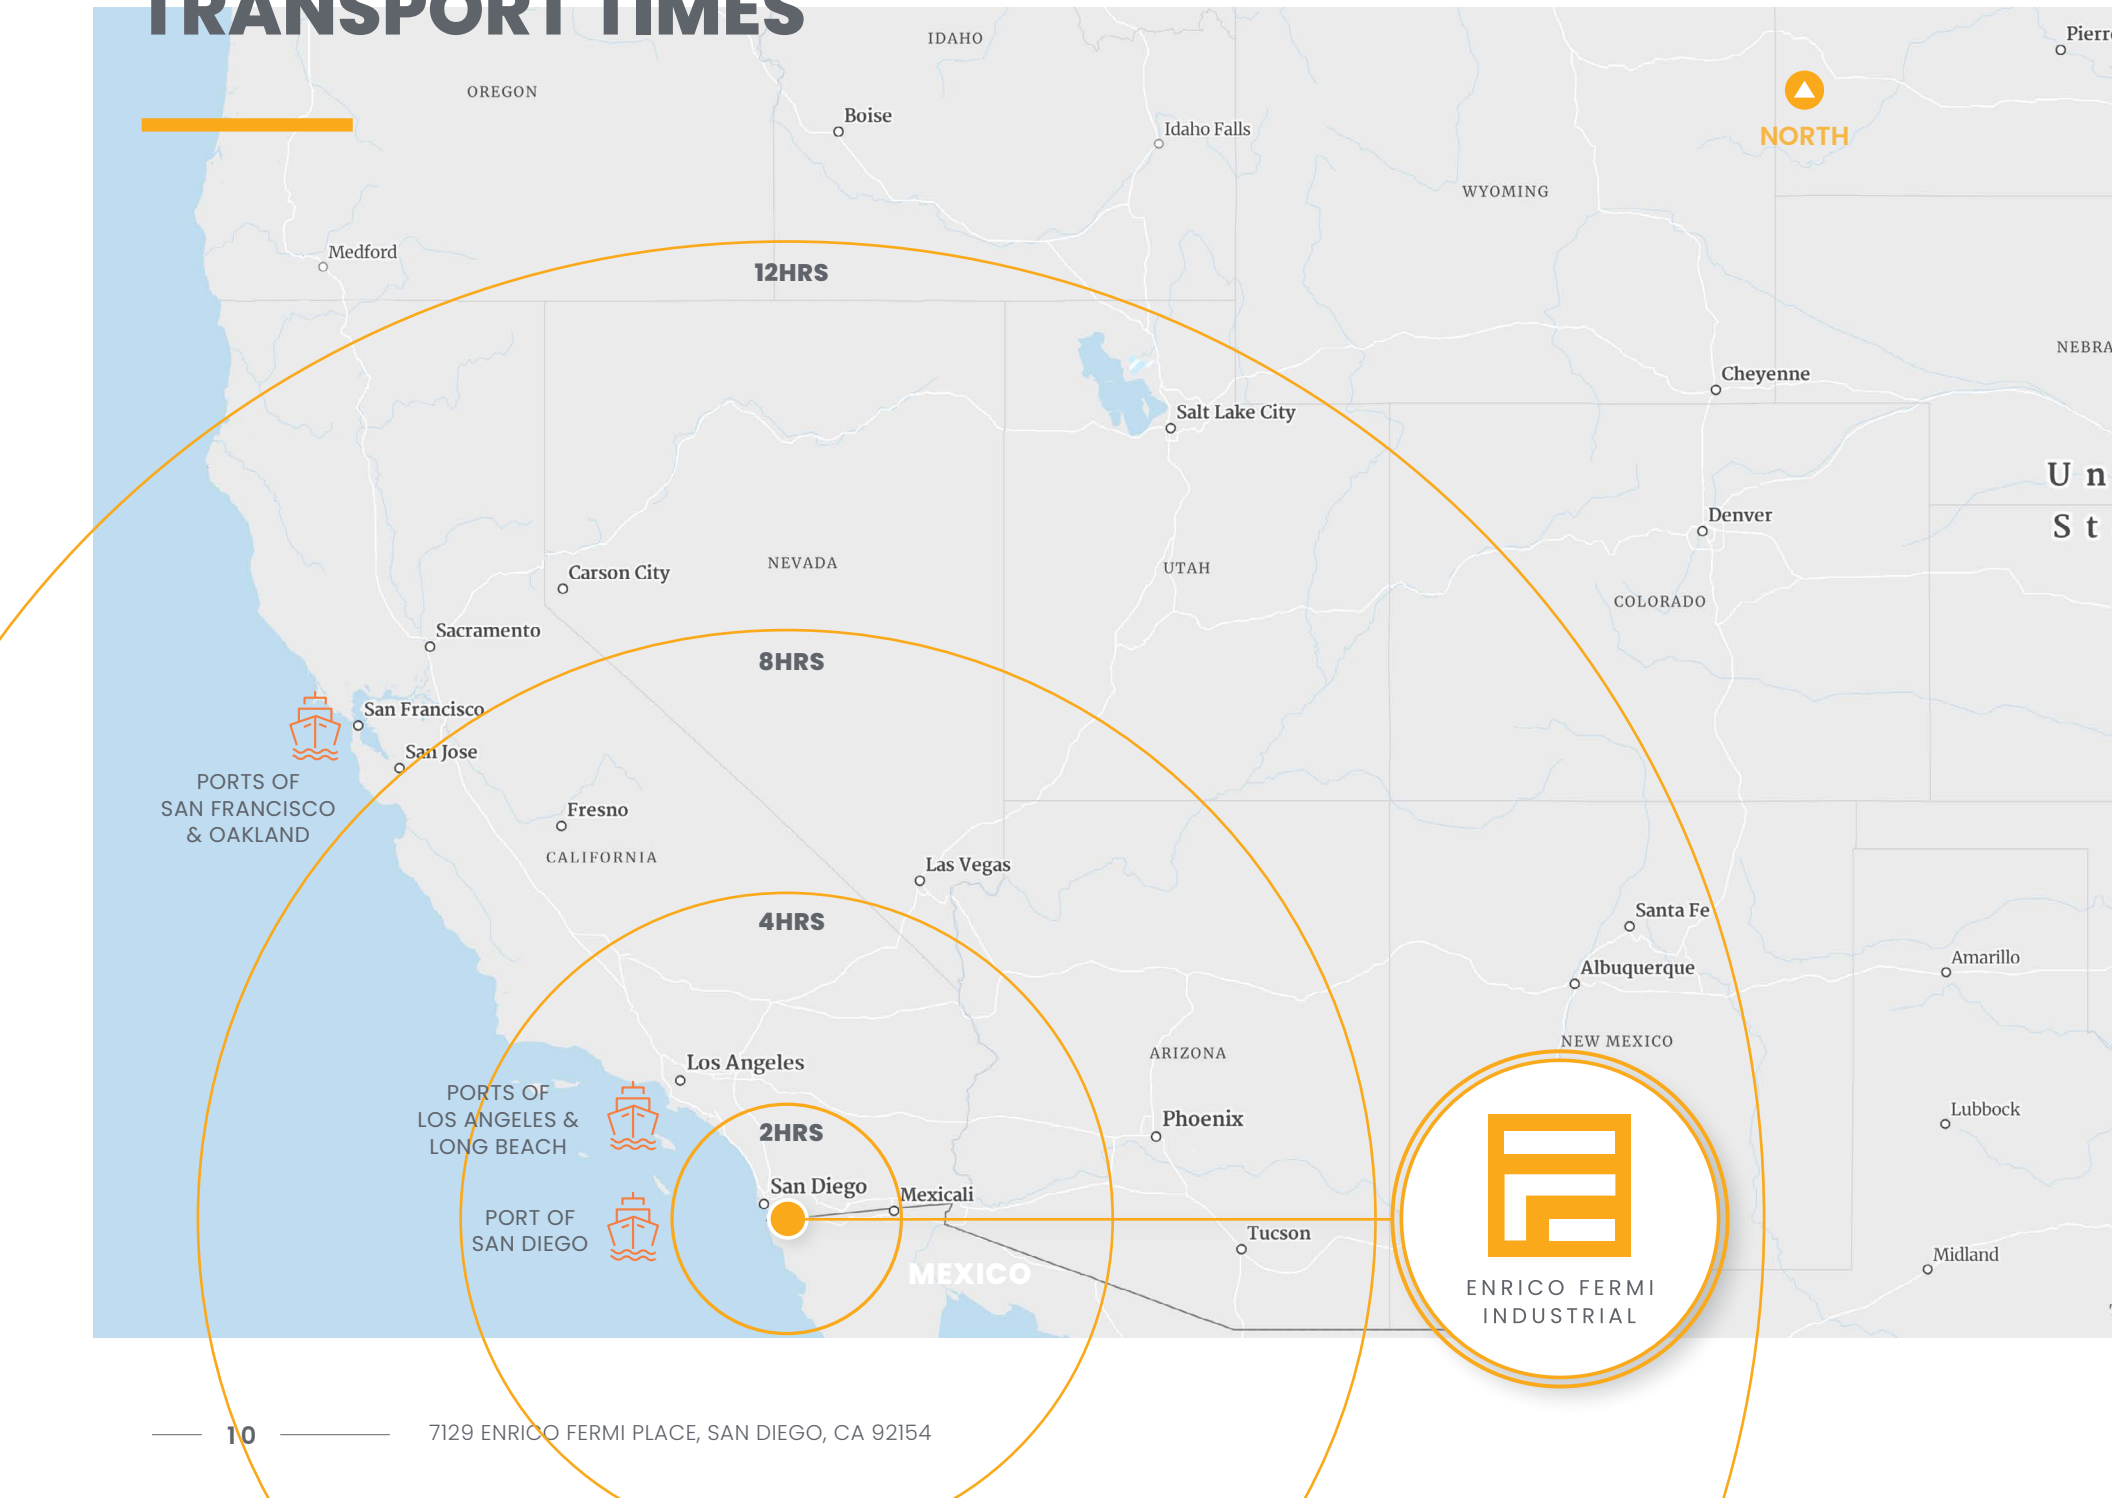 TRANSPORT TIMES
IDAHO
OREGON
Boise
Idaho Falls
NORTH
WYOMING
Medford
12HRS
NEBRA
Cheyenne
Salt Lake City
Un
St
Denver
Carson City
NEVADA
UTAH
COLORADO
Sacramento
8HRS
San Francisco
San Jose
PORTS OF
SAN FRANCISCO
& OAKLAND
Fresno
CALIFORNIA
Las Vegas
4HRS
Santa Fe
Albuquerque
Amarillo
NEW MEXICO
ARIZONA
Los Angeles
PORTS OF
LOS ANGELES &
LONG BEACH
2HRS
Phoenix
Lubbock
San Diego
Mexicali
PORT OF
SAN DIEGO
Tucson
MEXICO
Midland
ENRICO FERMI
INDUSTRIAL
10
7129 ENRICO FERMI PLACE, SAN DIEGO, CA 92154